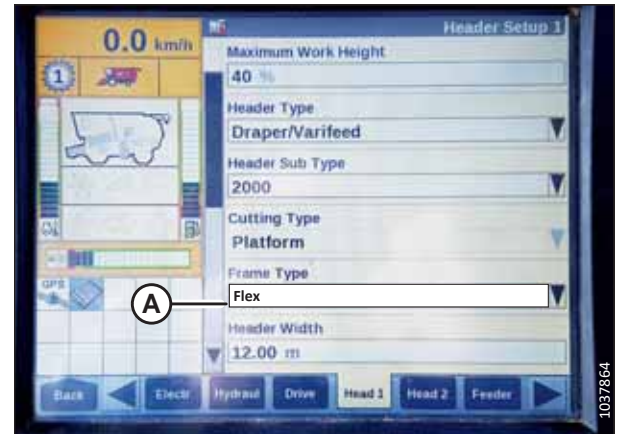 0.0 km/h
Header Setup 1
1
Maximum Work Height
40 %
Header Type
Draper/Varifeed
Header Sub Type
2000
Cutting Type
Platform
Frame Type
Flex
A
GPS
Header Width
12.00 m
Back
Electr
Hydraul
Drive
Head 1
Head 2
Feeder
1037864